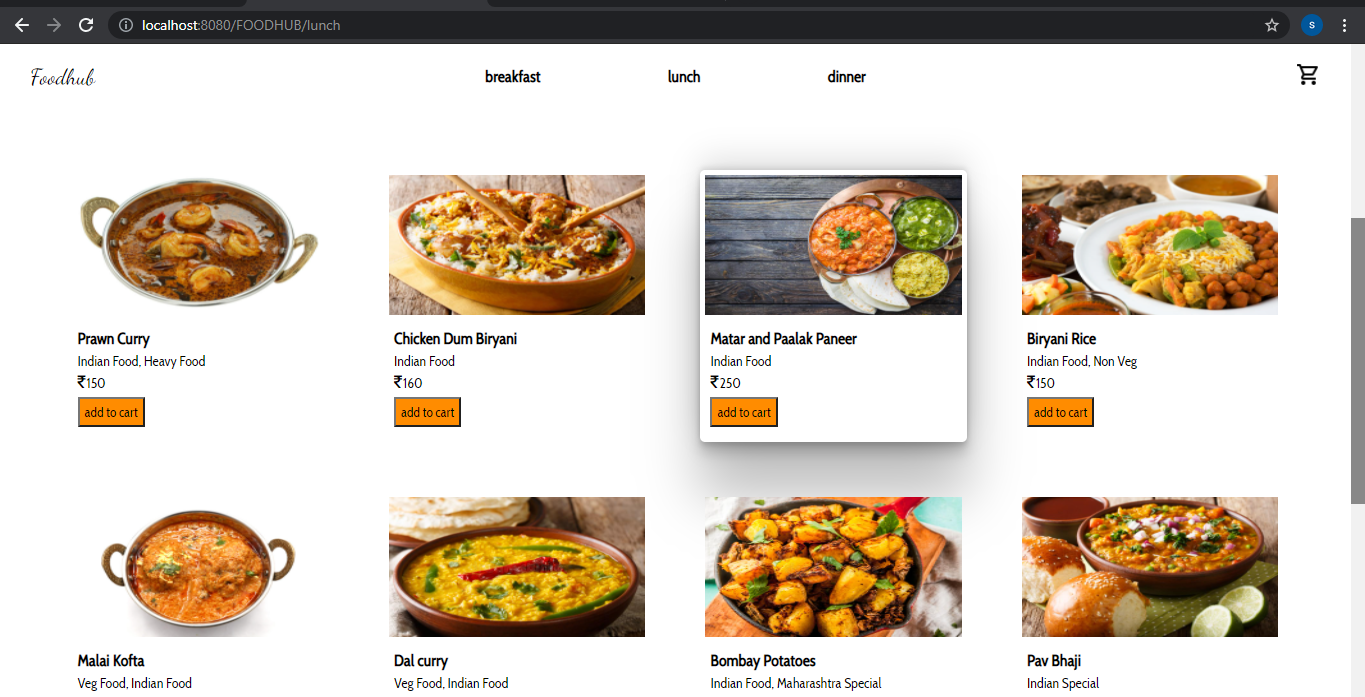 localhost:8080/FOODHUB/lunch
S
Foodhub
breakfast
lunch
dinner
Prawn Curry
Indian Food, Heavy Food
₹150
add to cart
Chicken Dum Biryani
Indian Food
₹160
add to cart
Matar and Paalak Paneer
Indian Food
₹250
add to cart
Biryani Rice
Indian Food, Non Veg
₹150
add to cart
Malai Kofta
Veg Food, Indian Food
Dal curry
Veg Food, Indian Food
Bombay Potatoes
Indian Food, Maharashtra Special
Pav Bhaji
Indian Special